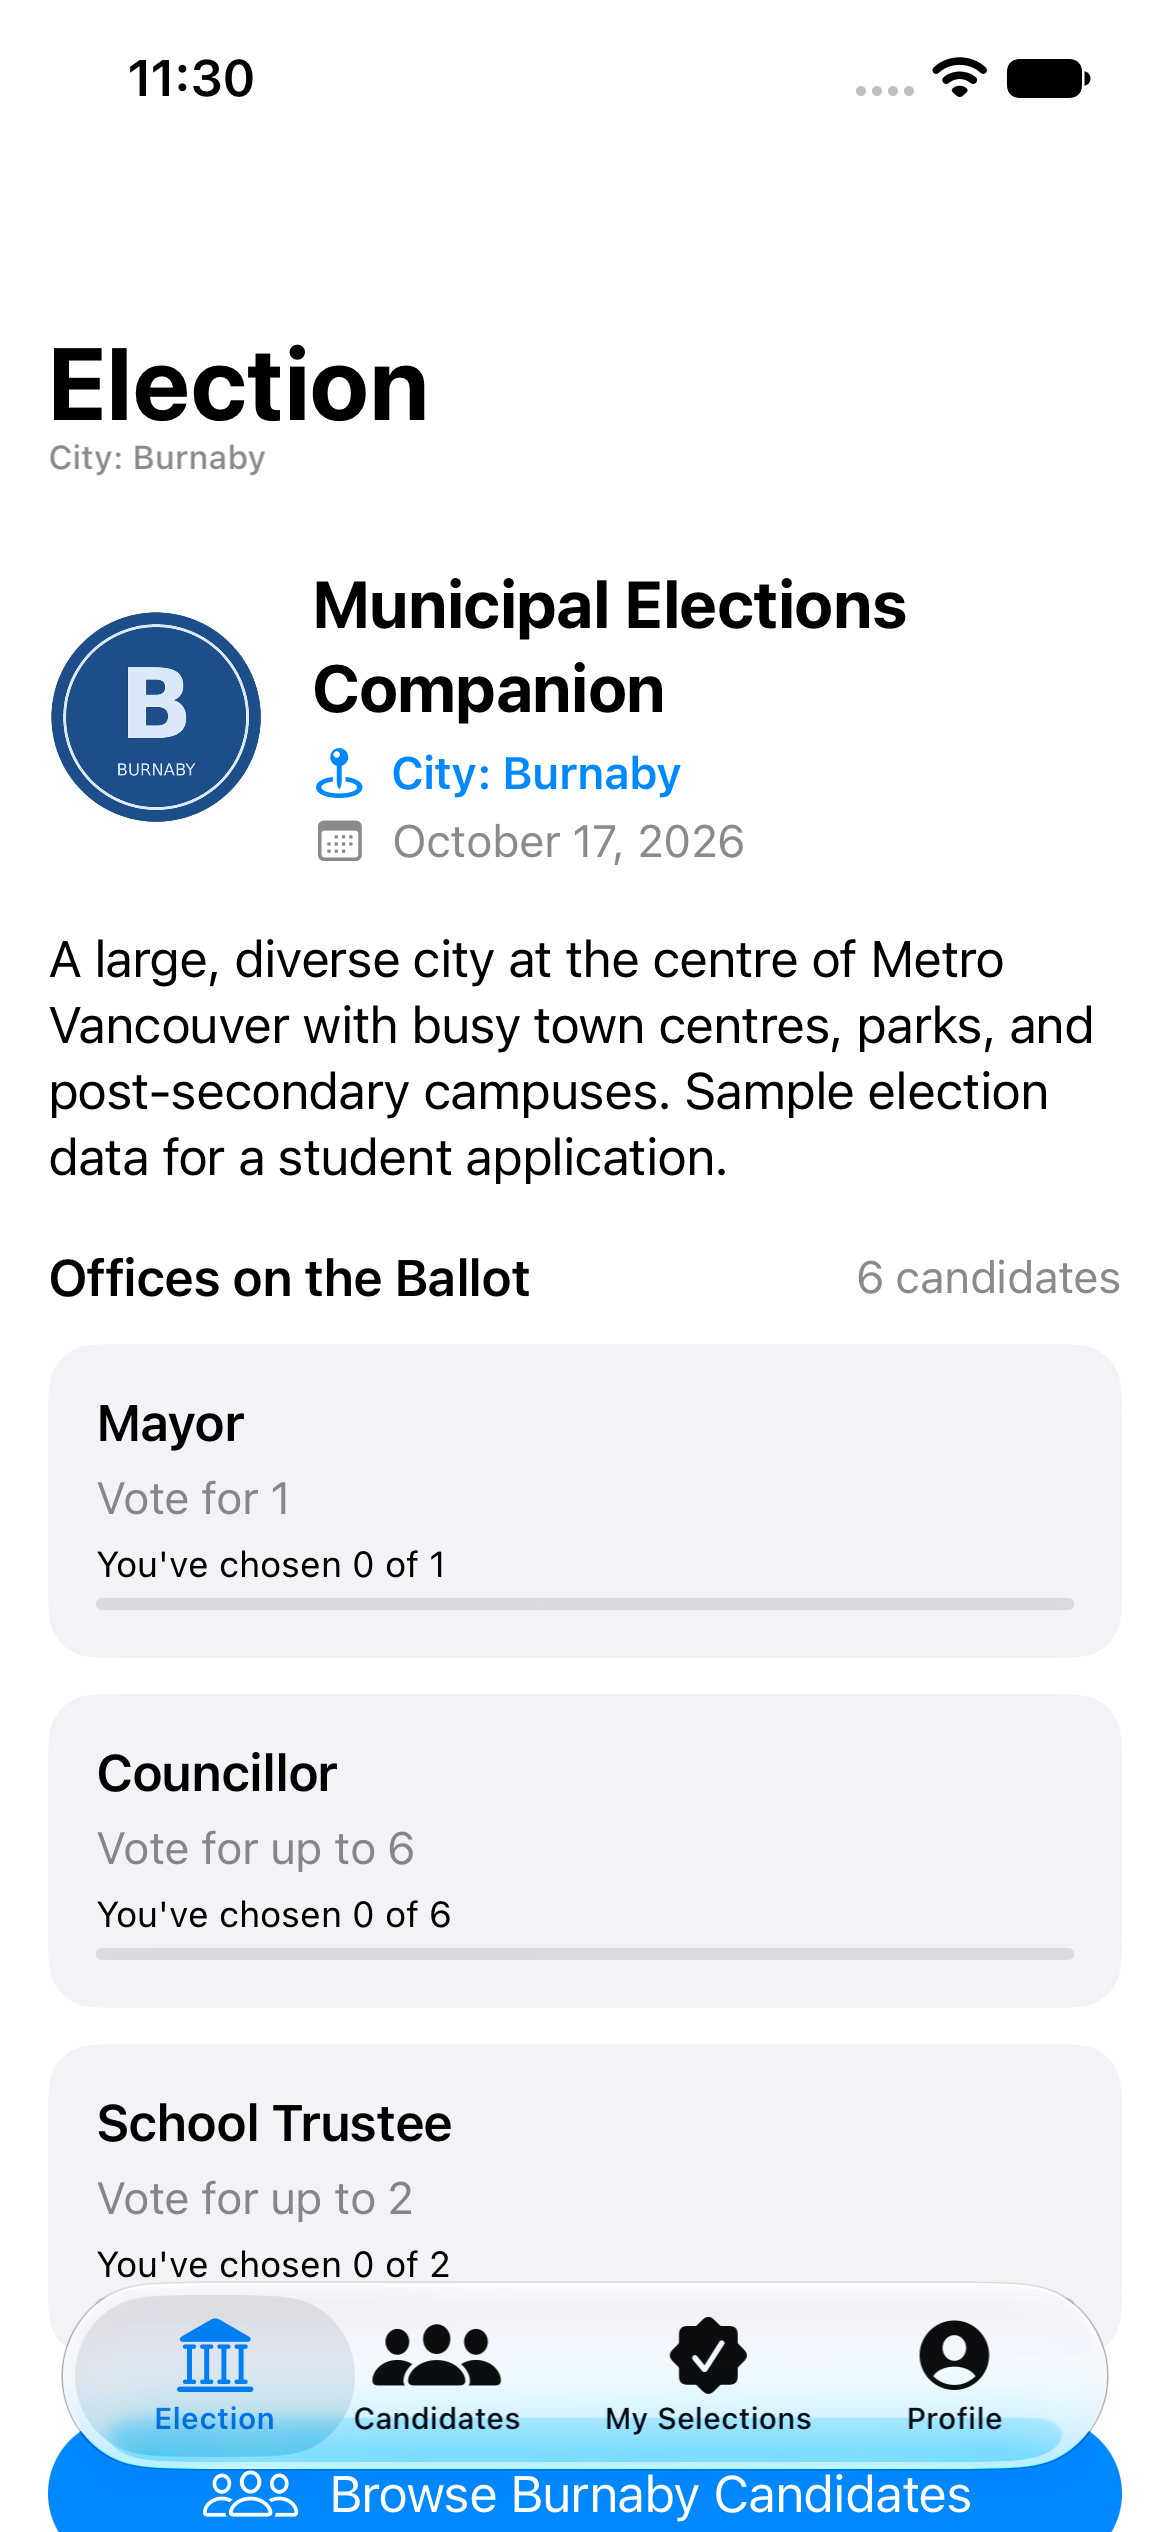 11:30
Election
City: Burnaby
B
BURNABY
Municipal Elections
Companion
City: Burnaby
October 17, 2026
A large, diverse city at the centre of Metro
Vancouver with busy town centres, parks, and
post-secondary campuses. Sample election
data for a student application.
Offices on the Ballot
6 candidates
Mayor
Vote for 1
You've chosen 0 of 1
Councillor
Vote for up to 6
You've chosen 0 of 6
School Trustee
Vote for up to 2
You've chosen 0 of 2
Election
Candidates
My Selections
Profile
Browse Burnaby Candidates